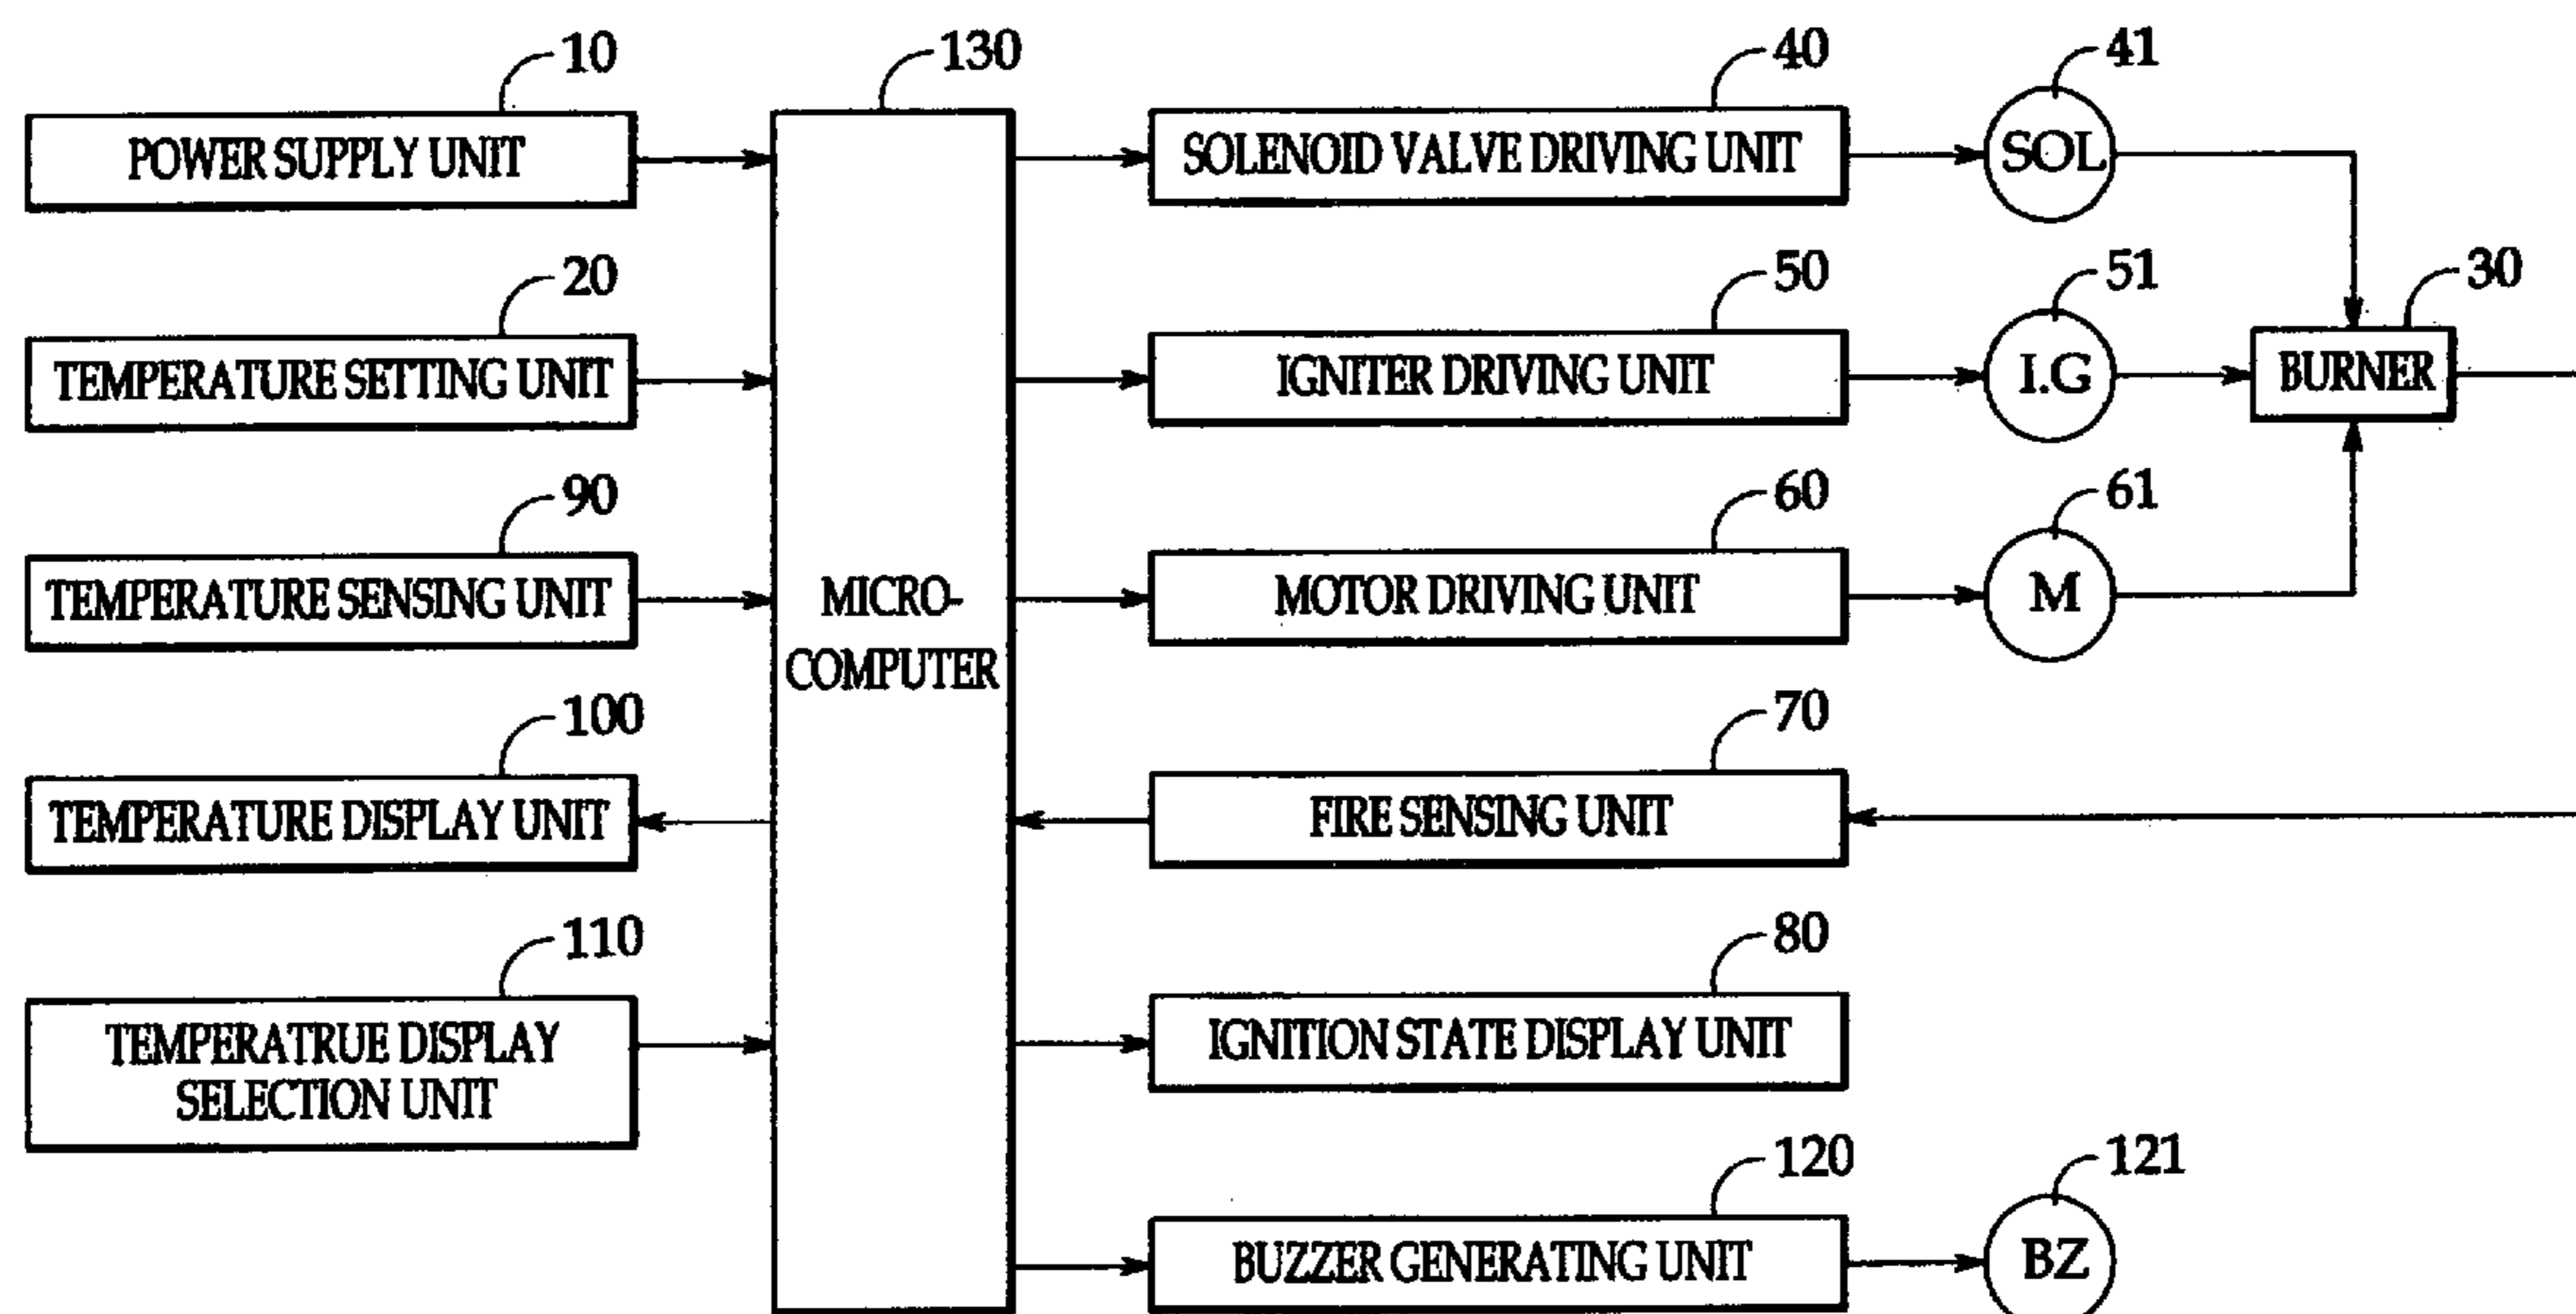 10
130
40
41
POWER SUPPLY UNIT
SOLENOID VALVE DRIVING UNIT
SOL
20
50
51
30
TEMPERATURE SETTING UNIT
IGNITER DRIVING UNIT
I.G
BURNER
90
60
61
TEMPERATURE SENSING UNIT
MICRO-
COMPUTER
MOTOR DRIVING UNIT
M
100
70
TEMPERATURE DISPLAY UNIT
FIRE SENSING UNIT
110
80
TEMPERATRUE DISPLAY
SELECTION UNIT
IGNITION STATE DISPLAY UNIT
120
121
BUZZER GENERATING UNIT
BZ